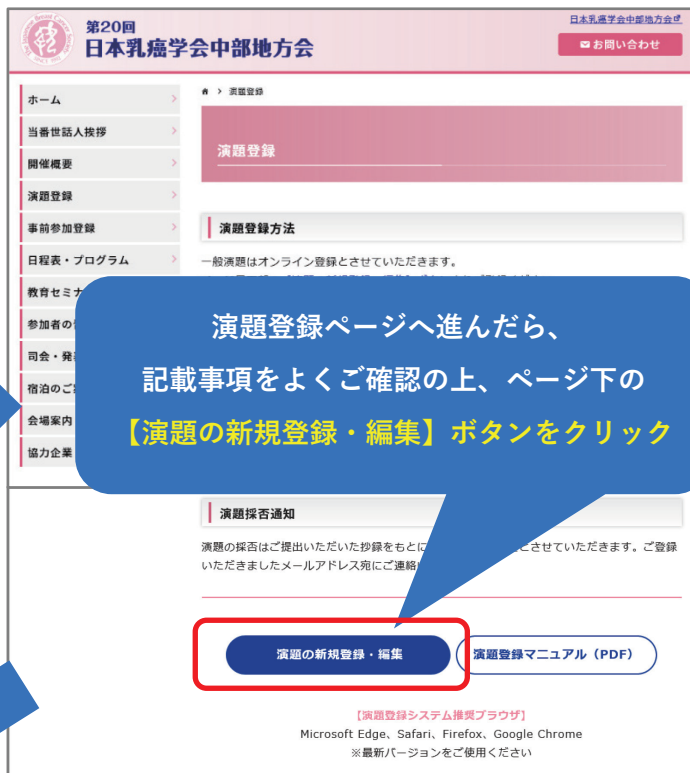 第20回
日本乳癌学会中部地方会
日本乳癌学会中部地方会
お問い合わせ
ホーム
当番世話人挨拶
開催概要
演題登録
事前参加登録
日程表・プログラム
教育セミナ
参加者の
司会・発
宿泊のご
会場案内
協力企業
> 演題登録
演題登録
演題登録方法
一般演題はオンライン登録とさせていただきます。
演題登録ページへ進んだら、
記載事項をよくご確認の上、ページ下の
【演題の新規登録・編集】ボタンをクリック
演題採否通知
演題の採否はご提出いただいた抄録をもとに とさせていただきます。ご登録
いただきましたメールアドレス宛にご連絡
演題の新規登録・編集
演題登録マニュアル（PDF）
【演題登録システム推奨ブラウザ】
Microsoft Edge、Safari、Firefox、Google Chrome
※最新バージョンをご使用ください